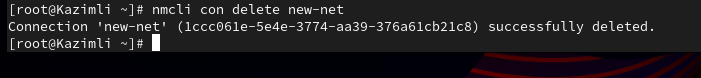 [root@Kazimli ~]# nmcli con delete new-net
Connection 'new-net' (1ccc061e-5e4e-3774-aa39-376a61cb21c8) successfully deleted.
[root@Kazimli ~]#